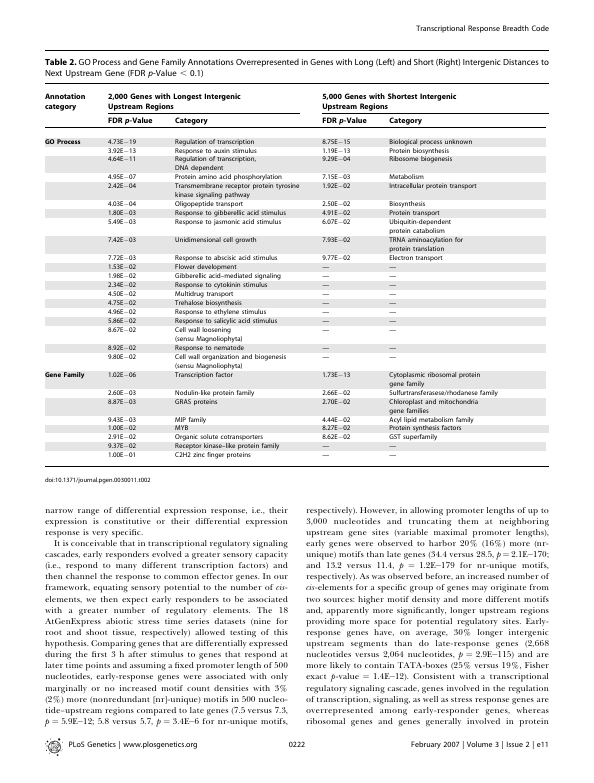 Transcriptional Response Breadth Code
Table 2. GO Process and Gene Family Annotations Overrepresented in Genes with Long (Left) and Short (Right) Intergenic Distances to
Next Upstream Gene (FDR p-Value < 0.1)
Annotation category | 2,000 Genes with Longest Intergenic Upstream Regions | 5,000 Genes with Shortest Intergenic Upstream Regions
FDR p-Value Category FDR p-Value Category
GO Process 4.73E−19 Regulation of transcription 8.75E−15 Biological process unknown
3.92E−13 Response to auxin stimulus 1.19E−13 Protein biosynthesis
4.64E−11 Regulation of transcription, 9.29E−04 Ribosome biogenesis
DNA dependent
4.95E−07 Protein amino acid phosphorylation 7.15E−03 Metabolism
2.42E−04 Transmembrane receptor protein tyrosine 1.92E−02 Intracellular protein transport
kinase signaling pathway
4.03E−04 Oligopeptide transport 2.50E−02 Biosynthesis
1.80E−03 Response to gibberellic acid stimulus 4.91E−02 Protein transport
5.49E−03 Response to jasmonic acid stimulus 6.07E−02 Ubiquitin-dependent
protein catabolism
7.42E−03 Unidimensional cell growth 7.93E−02 TRNA aminoacylation for
protein translation
7.72E−03 Response to abscisic acid stimulus 9.77E−02 Electron transport
1.53E−02 Flower development — —
1.98E−02 Gibberellic acid–mediated signaling — —
2.34E−02 Response to cytokinin stimulus — —
4.50E−02 Multidrug transport — —
4.75E−02 Trehalose biosynthesis — —
4.96E−02 Response to ethylene stimulus — —
5.86E−02 Response to salicylic acid stimulus — —
8.67E−02 Cell wall loosening — —
(sensu Magnoliophyta)
8.92E−02 Response to nematode — —
9.80E−02 Cell wall organization and biogenesis — —
(sensu Magnoliophyta)
Gene Family 1.02E−06 Transcription factor 1.73E−13 Cytoplasmic ribosomal protein
gene family
2.60E−03 Nodulin-like protein family 2.66E−02 Sulfurtransferasese/rhodanese family
8.87E−03 GRAS proteins 2.70E−02 Chloroplast and mitochondria
gene families
9.43E−03 MIP family 4.44E−02 Acyl lipid metabolism family
1.00E−02 MYB 8.27E−02 Protein synthesis factors
2.91E−02 Organic solute cotransporters 8.62E−02 GST superfamily
9.37E−02 Receptor kinase–like protein family — —
1.00E−01 C2H2 zinc finger proteins — —
doi:10.1371/journal.pgen.0030011.t002
narrow range of differential expression response, i.e., their
expression is constitutive or their differential expression
response is very specific.
It is conceivable that in transcriptional regulatory signaling
cascades, early responders evolved a greater sensory capacity
(i.e., respond to many different transcription factors) and
then channel the response to common effector genes. In our
framework, equating sensory potential to the number of cis-
elements, we then expect early responders to be associated
with a greater number of regulatory elements. The 18
AtGenExpress abiotic stress time series datasets (nine for
root and shoot tissue, respectively) allowed testing of this
hypothesis. Comparing genes that are differentially expressed
during the first 3 h after stimulus to genes that respond at
later time points and assuming a fixed promoter length of 500
nucleotides, early-response genes were associated with only
marginally or no increased motif count densities with 3%
(2%) more (nonredundant [nr]-unique) motifs in 500 nucleo-
tide–upstream regions compared to late genes (7.5 versus 7.3,
p = 5.9E−12; 5.8 versus 5.7, p = 3.4E−6 for nr-unique motifs,
respectively). However, in allowing promoter lengths of up to
3,000 nucleotides and truncating them at neighboring
upstream gene sites (variable maximal promoter lengths),
early genes were observed to harbor 20% (16%) more (nr-
unique) motifs than late genes (34.4 versus 28.5, p = 2.1E−170;
and 13.2 versus 11.4, p = 1.2E−179 for nr-unique motifs,
respectively). As was observed before, an increased number of
cis-elements for a specific group of genes may originate from
two sources: higher motif density and more different motifs
and, apparently more significantly, longer upstream regions
providing more space for potential regulatory sites. Early-
response genes have, on average, 30% longer intergenic
upstream segments than do late-response genes (2,668
nucleotides versus 2,064 nucleotides, p = 2.9E−115) and are
more likely to contain TATA-boxes (25% versus 19%, Fisher
exact p-value = 1.4E−12). Consistent with a transcriptional
regulatory signaling cascade, genes involved in the regulation
of transcription, signaling, as well as stress response genes are
overrepresented among early-responder genes, whereas
ribosomal genes and genes generally involved in protein
PLoS Genetics | www.plosgenetics.org 0222 February 2007 | Volume 3 | Issue 2 | e11